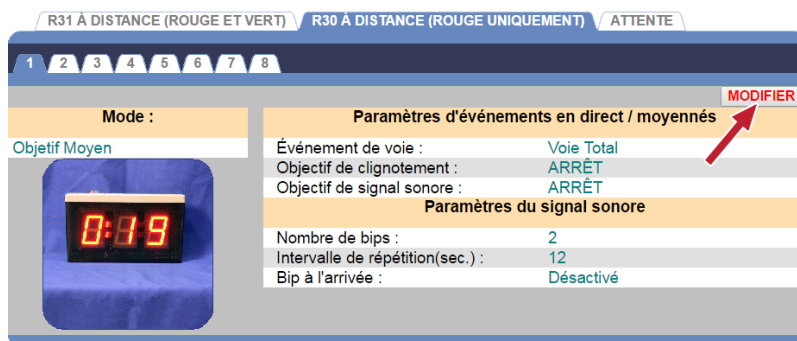 R31 À DISTANCE (ROUGE ET VERT) R30 À DISTANCE (ROUGE UNIQUEMENT) ATTENTE
1 2 3 4 5 6 7 8
MODIFIER
Mode : Paramètres d'événements en direct / moyennés
Objetif Moyen Événement de voie : Voie Total
Objectif de clignotement : ARRÊT
Objectif de signal sonore : ARRÊT
Paramètres du signal sonore
0:19
Nombre de bips : 2
Intervalle de répétition(sec.) : 12
Bip à l'arrivée : Désactivé